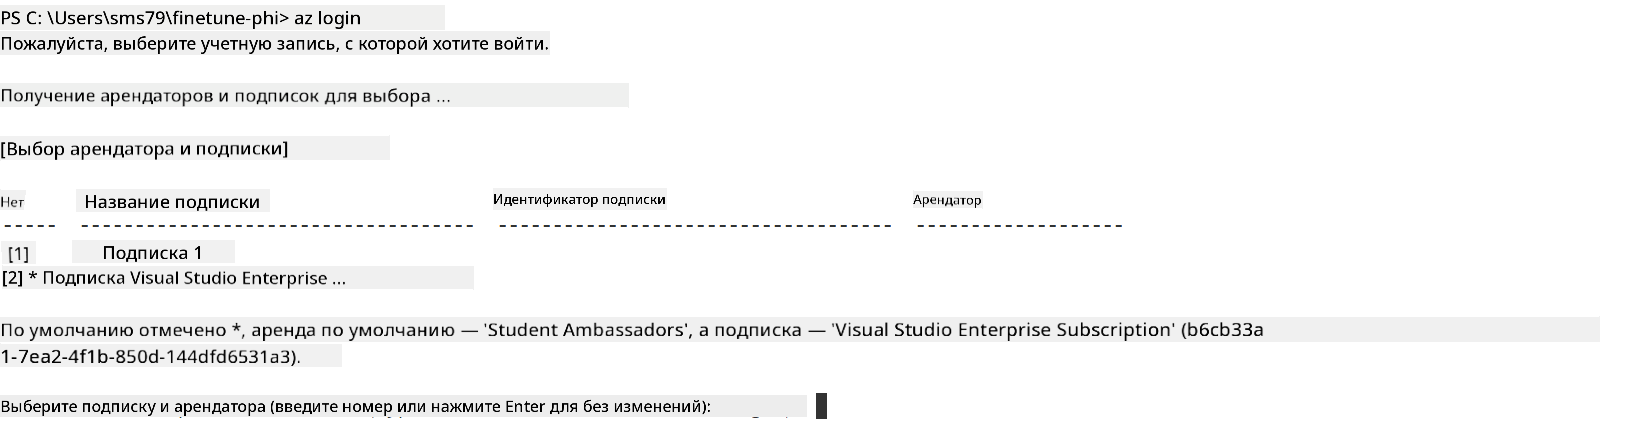 PS C: \Users\sms79\finetune-phi> az login
Пожалуйста, выберите учетную запись, с которой хотите войти.
Получение арендаторов и подписок для выбора ...
[Выбор арендатора и подписки]
Нет Название подписки Идентификатор подписки Арендатор
----- ---------------------------------- ---------------------------------- ------------------
[1] Подписка 1
[2] * Подписка Visual Studio Enterprise ...
По умолчанию отмечено *, аренда по умолчанию — 'Student Ambassadors', а подписка — 'Visual Studio Enterprise Subscription' (b6cb33a
1-7ea2-4f1b-850d-144dfd6531a3).
Выберите подписку и арендатора (введите номер или нажмите Enter для без изменений):